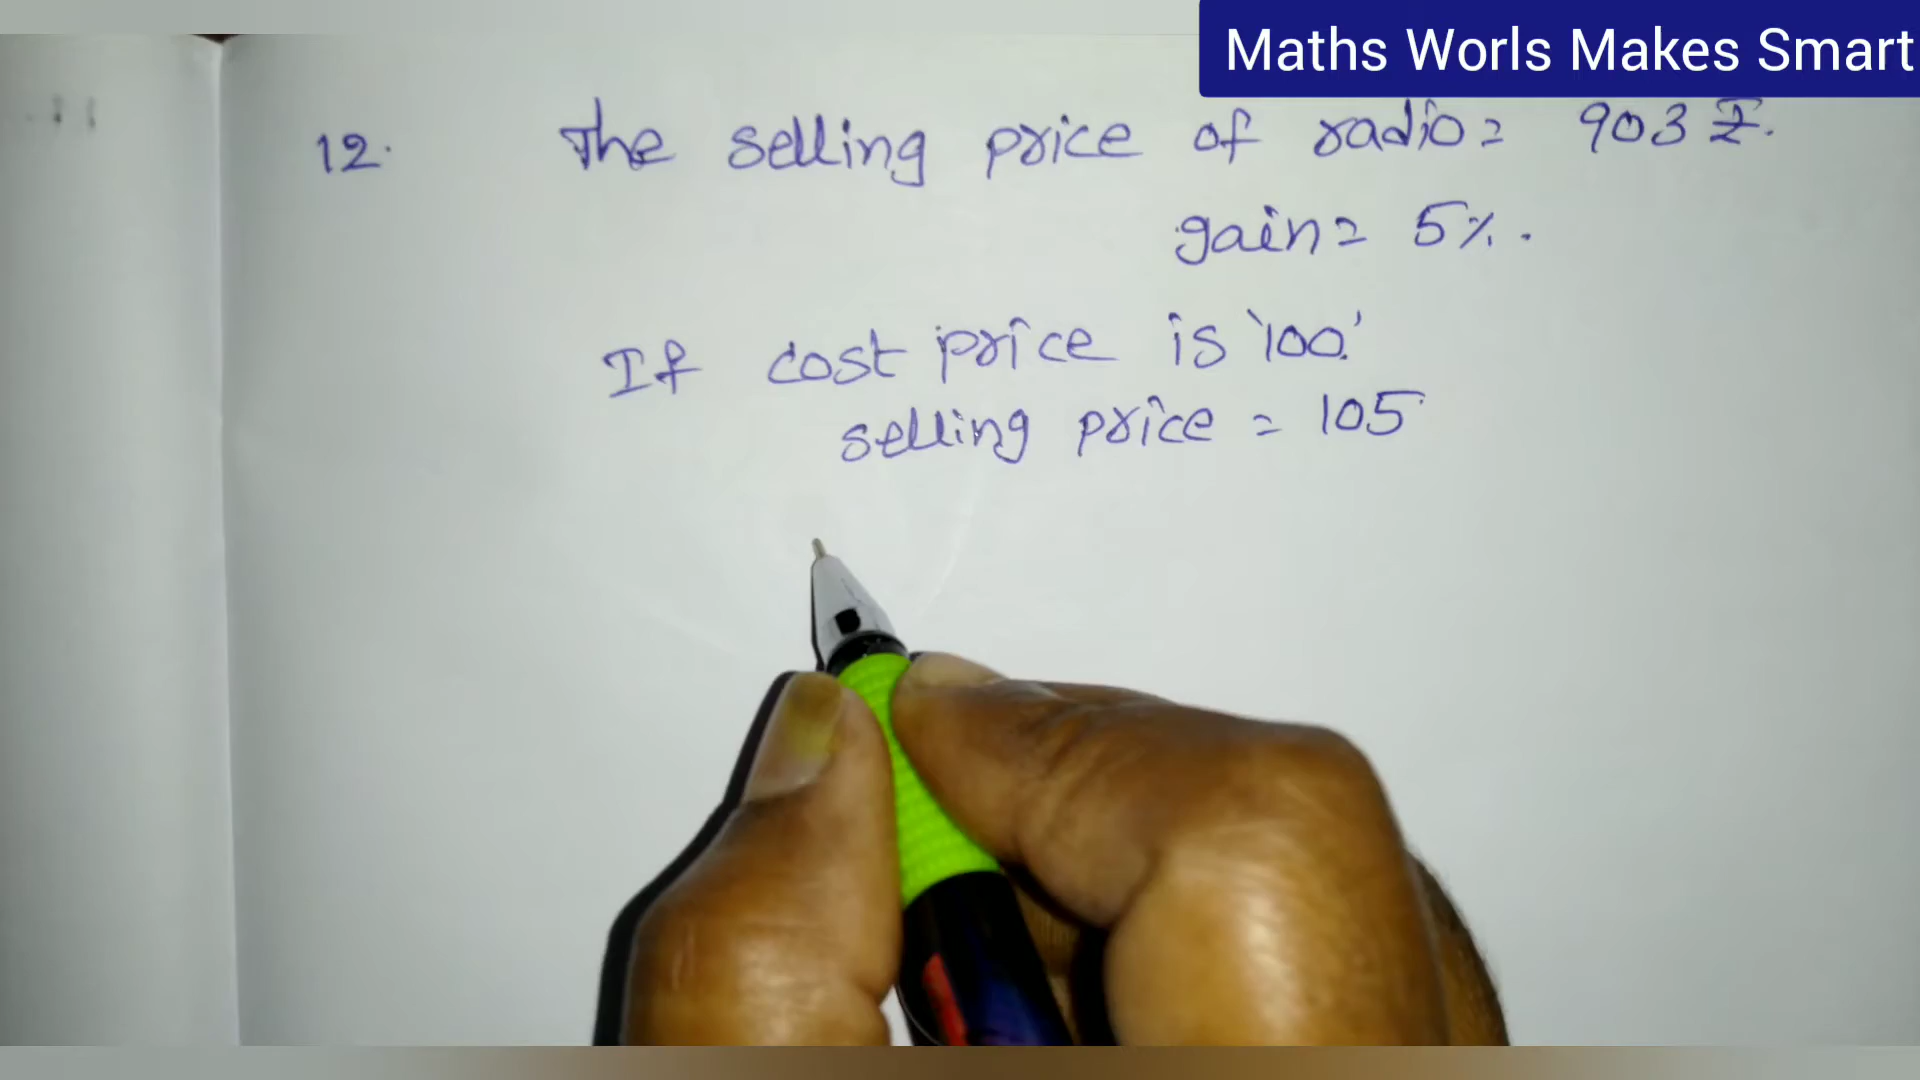 Maths Worls Makes Smart
12. The selling price of radio = 903 ₹.
gain = 5%.
If cost price is '100'
selling price = 105